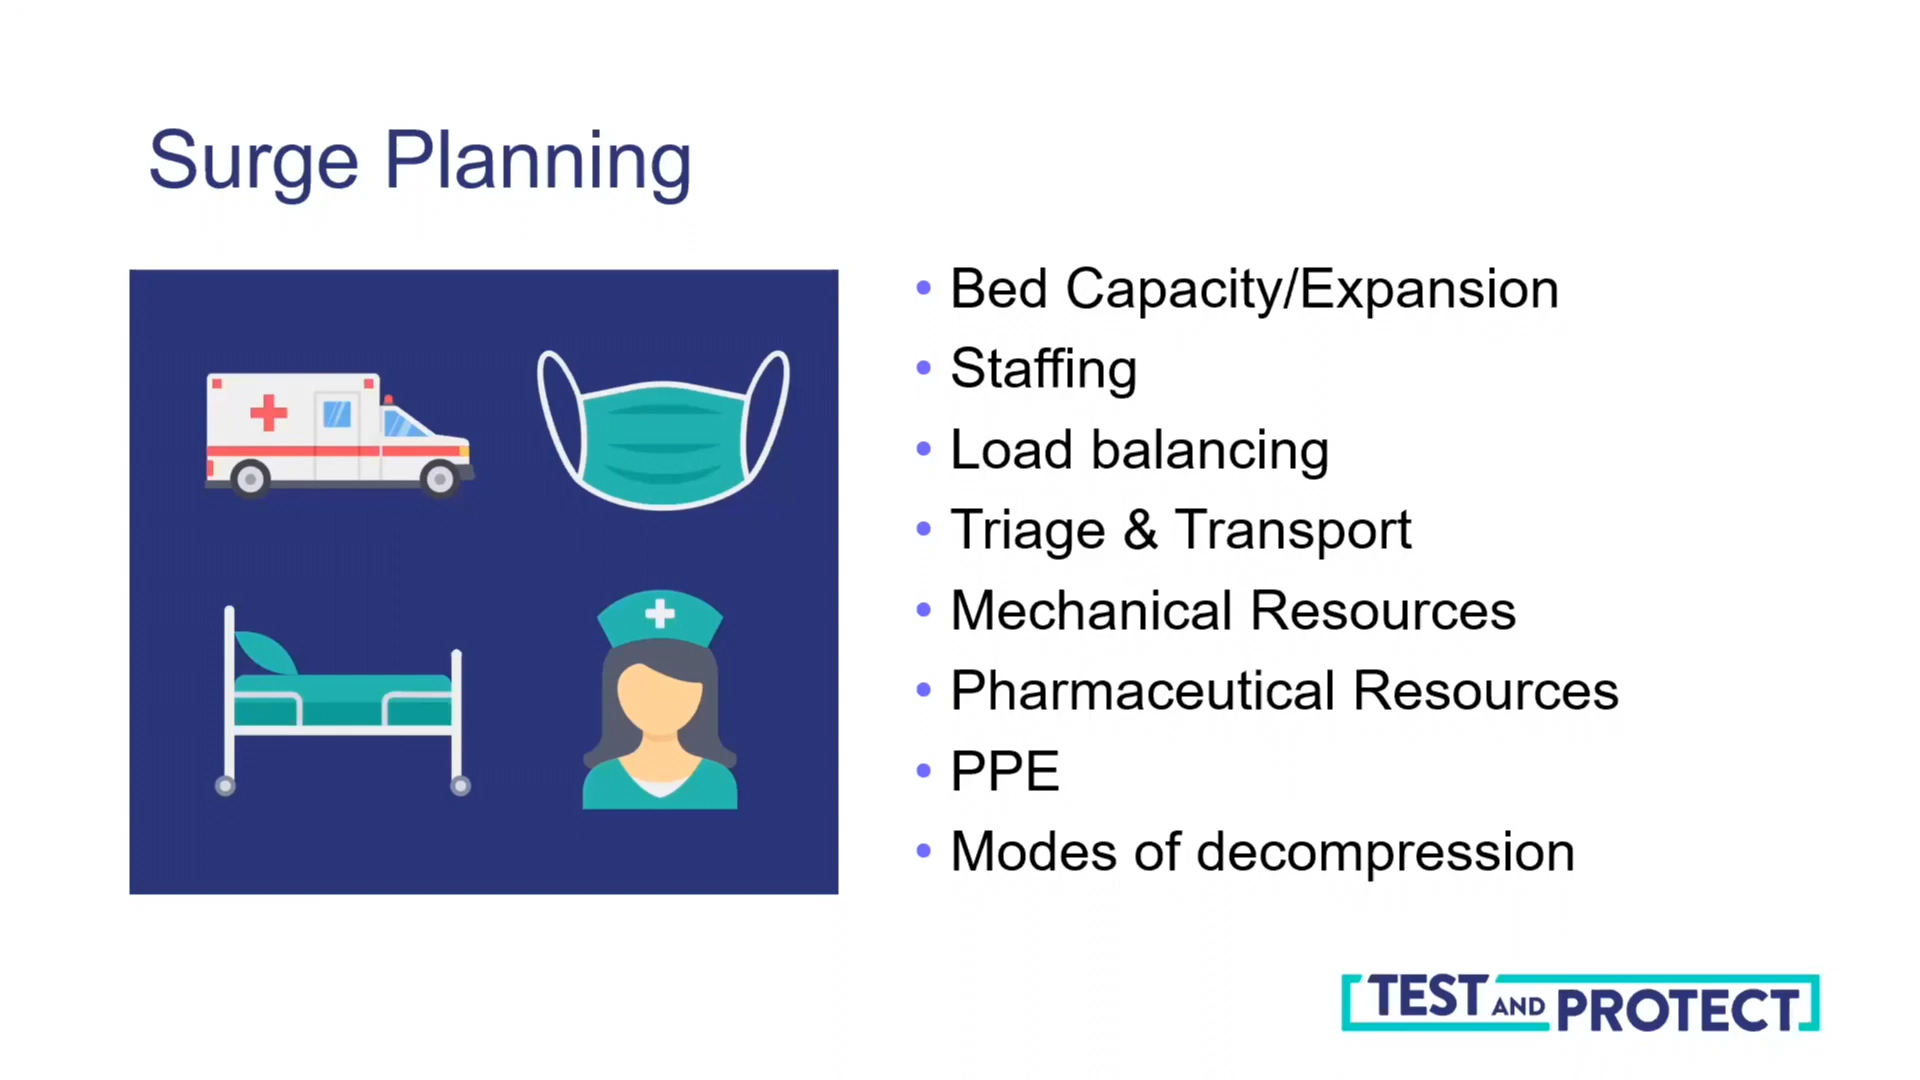 Surge Planning
• Bed Capacity/Expansion
• Staffing
• Load balancing
• Triage & Transport
• Mechanical Resources
• Pharmaceutical Resources
• PPE
• Modes of decompression
TEST AND PROTECT